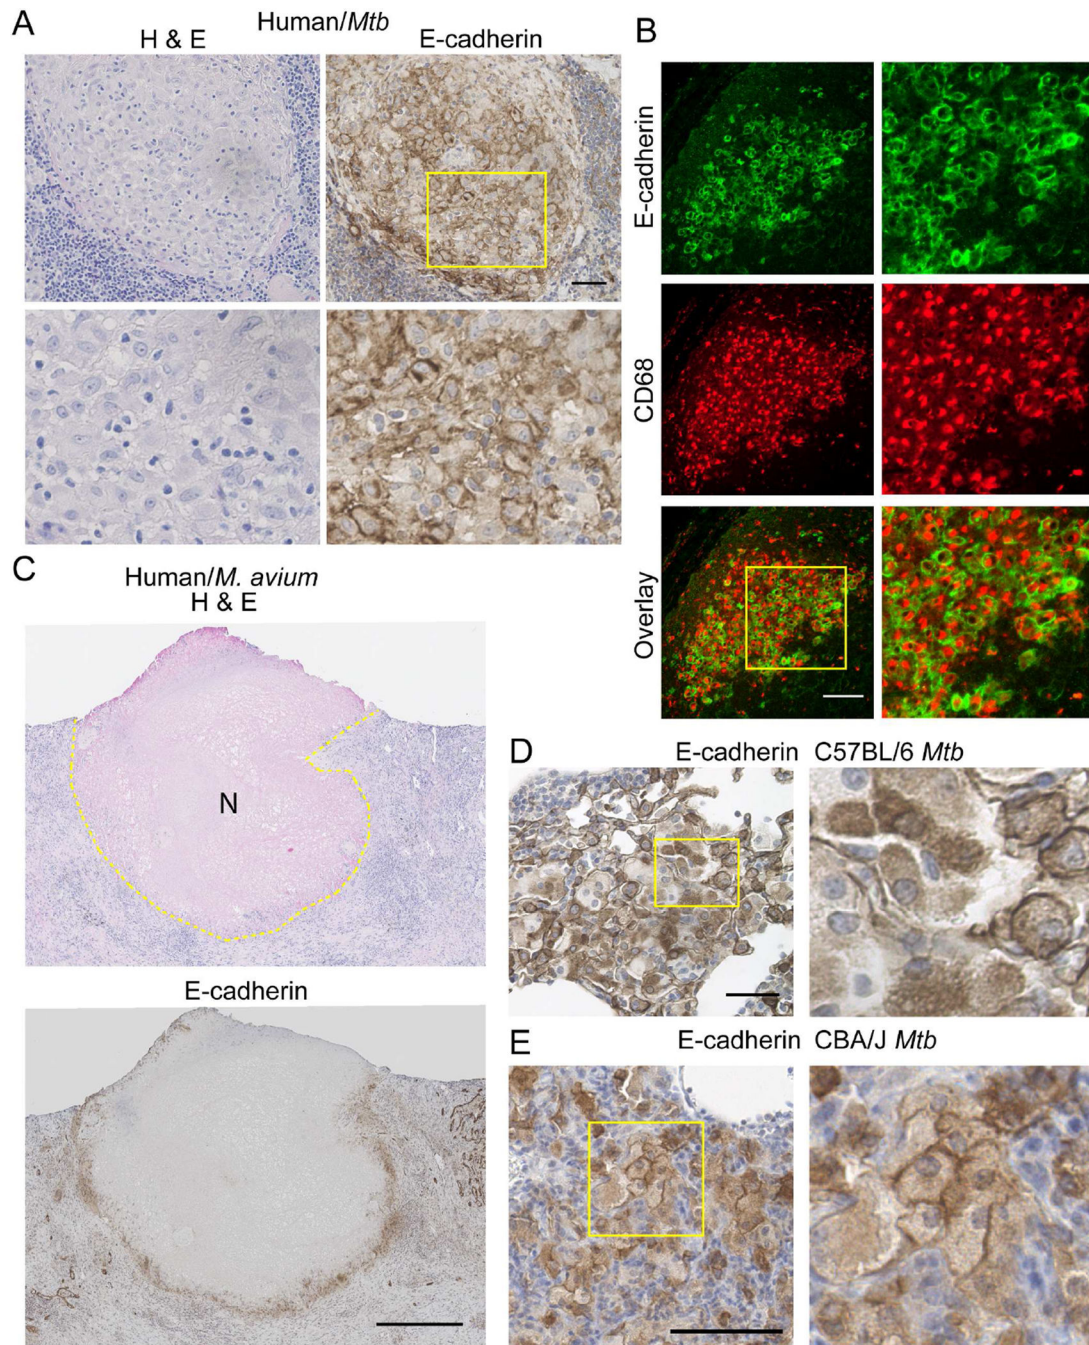 A
Human/Mtb
H & E
E-cadherin
B
E-cadherin
CD68
Overlay
C
Human/M. avium
H & E
N
E-cadherin
D
E-cadherin C57BL/6 Mtb
E
E-cadherin CBA/J Mtb